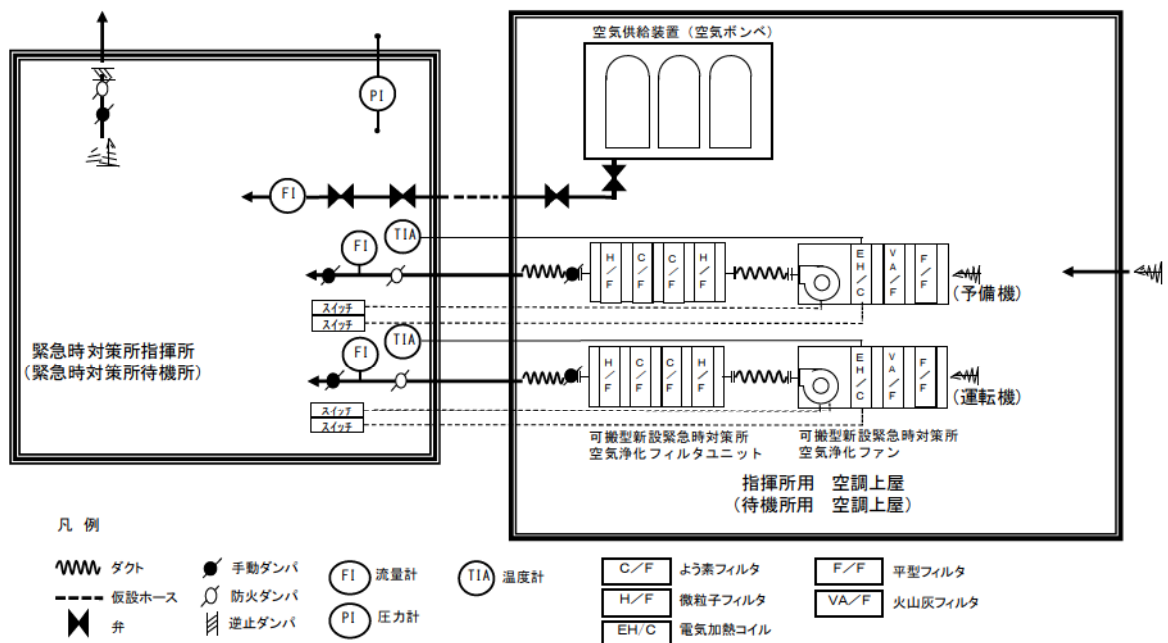 空気供給装置（空気ボンベ）
PI
FI
FI
TIA
H/F
C/F
C/F
H/F
EH/C
VA/F
F/F
(予備機)
スイッチ
スイッチ
FI
TIA
H/F
C/F
C/F
H/F
EH/C
VA/F
F/F
(運転機)
スイッチ
スイッチ
緊急時対策所指揮所
(緊急時対策所待機所)
可搬型新設緊急時対策所
空気浄化フィルタユニット
可搬型新設緊急時対策所
空気浄化ファン
指揮所用　空調上屋
(待機所用　空調上屋)
凡 例
ダクト
仮設ホース
弁
手動ダンパ
防火ダンパ
逆止ダンパ
FI 流量計
PI 圧力計
TIA 温度計
C/F よう素フィルタ
H/F 微粒子フィルタ
EH/C 電気加熱コイル
F/F 平型フィルタ
VA/F 火山灰フィルタ